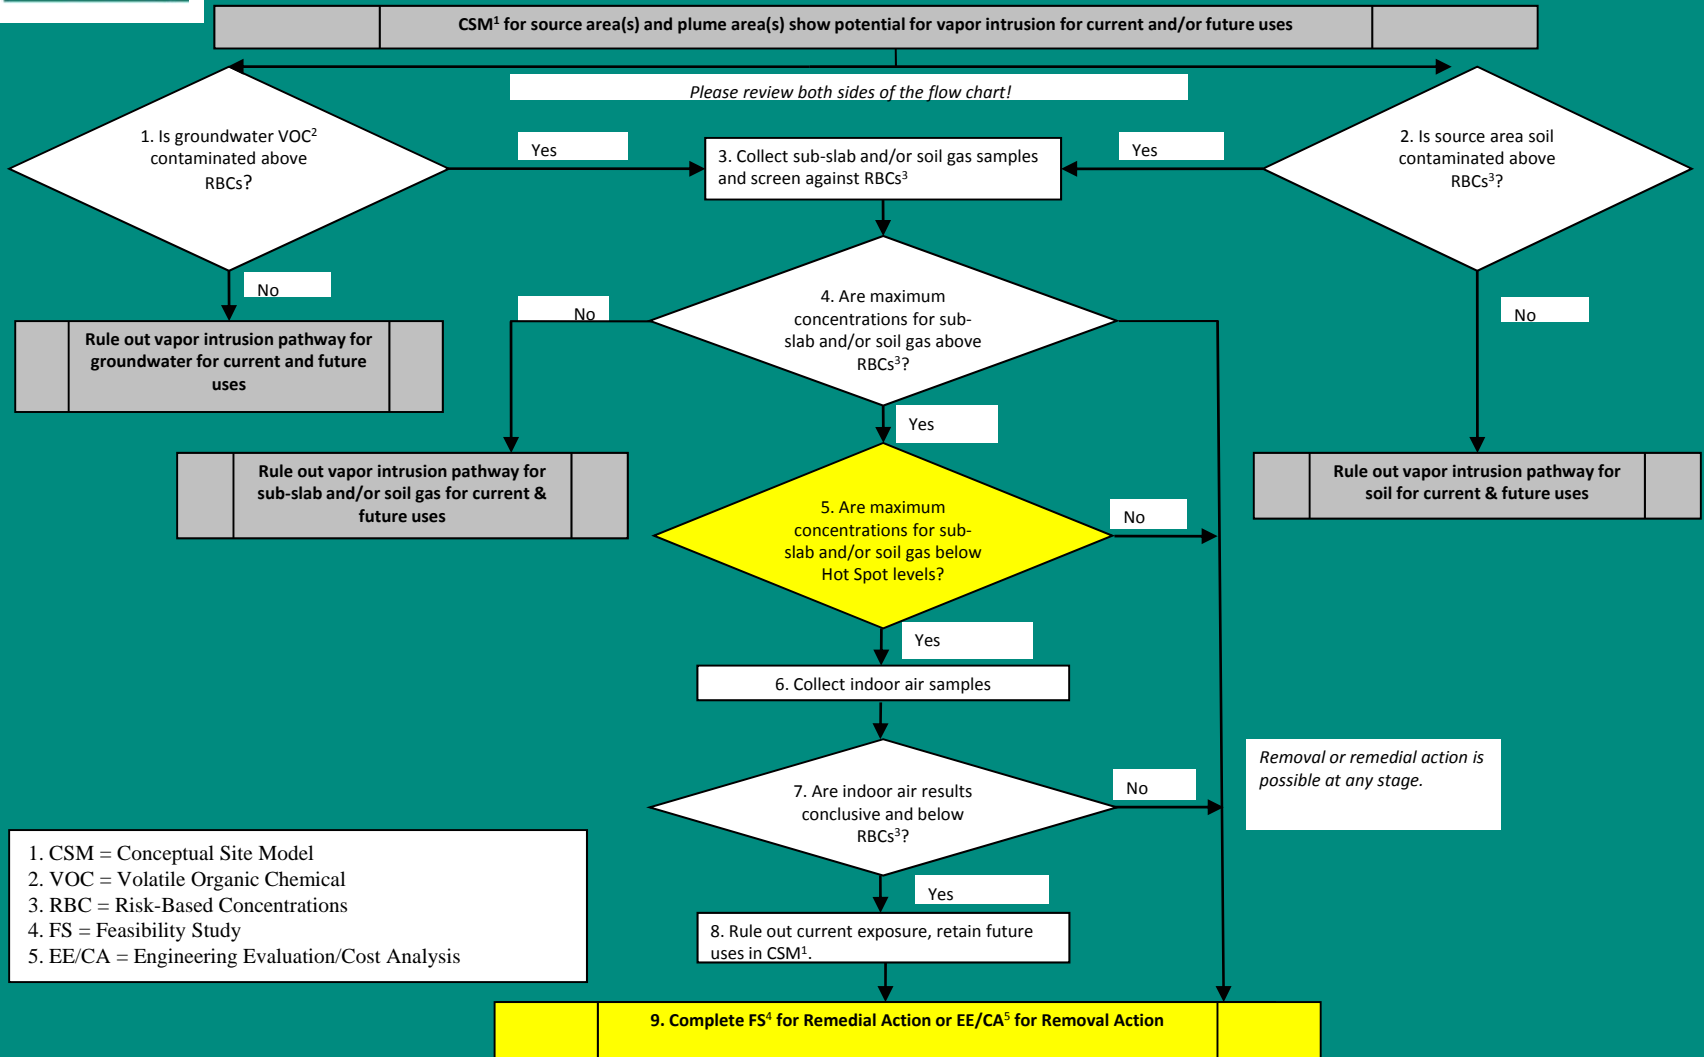 CSM¹ for source area(s) and plume area(s) show potential for vapor intrusion for current and/or future uses
Please review both sides of the flow chart!
1. Is groundwater VOC²
contaminated above
RBCs?
Yes
3. Collect sub-slab and/or soil gas samples
and screen against RBCs³
Yes
2. Is source area soil
contaminated above
RBCs³?
No
Rule out vapor intrusion pathway for
groundwater for current and future
uses
No
4. Are maximum
concentrations for sub-
slab and/or soil gas above
RBCs³?
No
Yes
Rule out vapor intrusion pathway for
sub-slab and/or soil gas for current &
future uses
5. Are maximum
concentrations for sub-
slab and/or soil gas below
Hot Spot levels?
No
Rule out vapor intrusion pathway for
soil for current & future uses
Yes
6. Collect indoor air samples
7. Are indoor air results
conclusive and below
RBCs³?
No
Removal or remedial action is
possible at any stage.
Yes
1. CSM = Conceptual Site Model
2. VOC = Volatile Organic Chemical
3. RBC = Risk-Based Concentrations
4. FS = Feasibility Study
5. EE/CA = Engineering Evaluation/Cost Analysis
8. Rule out current exposure, retain future
uses in CSM¹.
9. Complete FS⁴ for Remedial Action or EE/CA⁵ for Removal Action